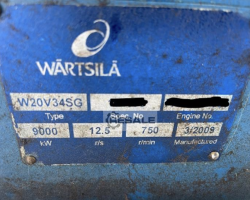 WÄRTSILÄ
W20V34SG
Type Spec. No Engine No.
9000 12.5 750 3/2009
kW r/s r/min Manufactured